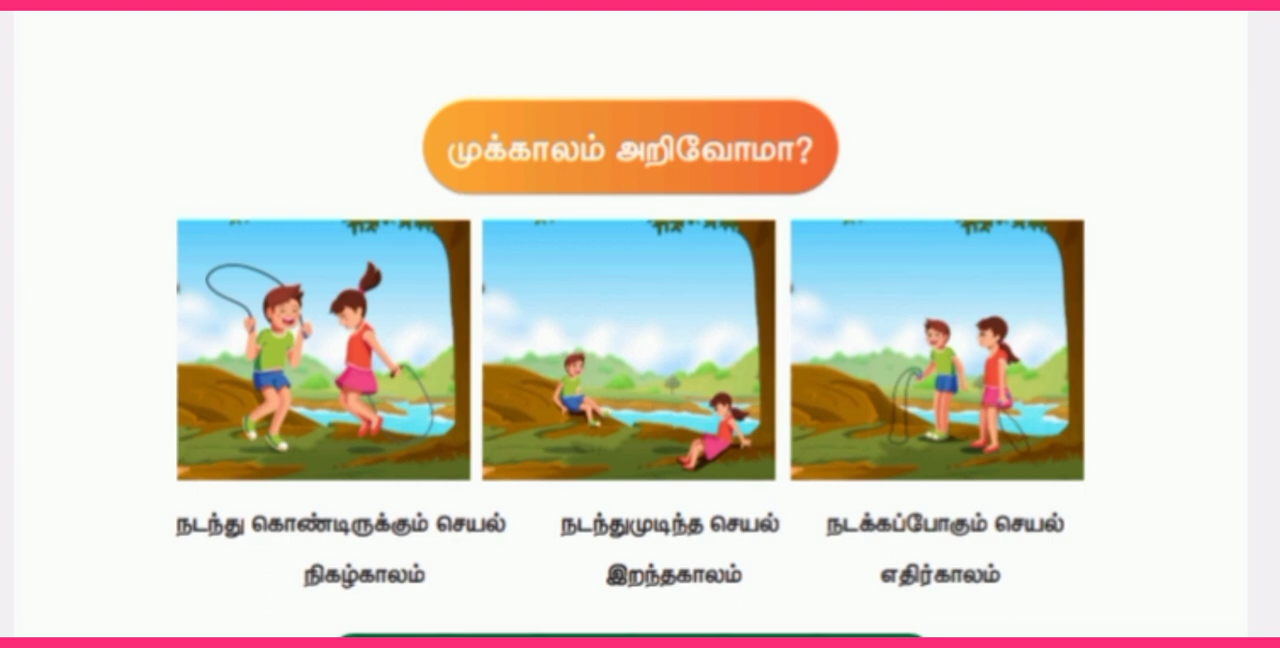 முக்காலம் அறிவோமா?
நடந்து கொண்டிருக்கும் செயல் நடந்துமுடிந்த செயல் நடக்கப்போகும் செயல்
நிகழ்காலம் இறந்தகாலம் எதிர்காலம்